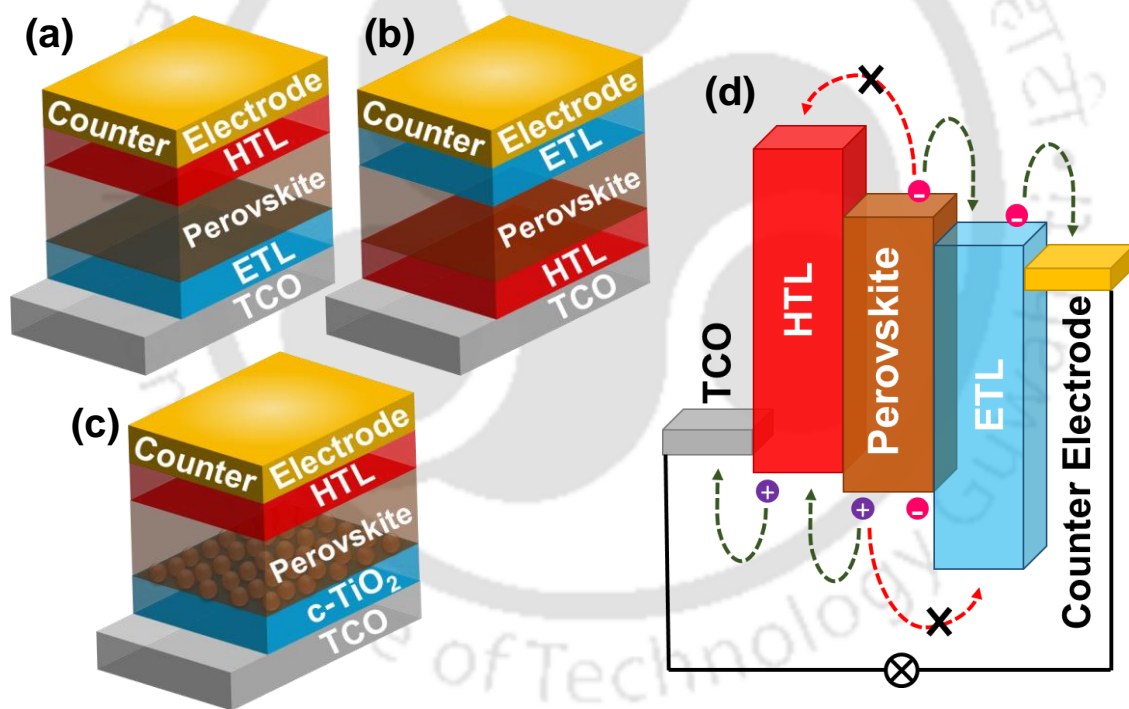 (a)
Counter Electrode
HTL
Perovskite
ETL
TCO
(b)
Counter Electrode
ETL
Perovskite
HTL
TCO
(c)
Counter Electrode
HTL
Perovskite
c-TiO₂
TCO
(d)
TCO
HTL
Perovskite
ETL
Counter Electrode
of Technology Guwahati